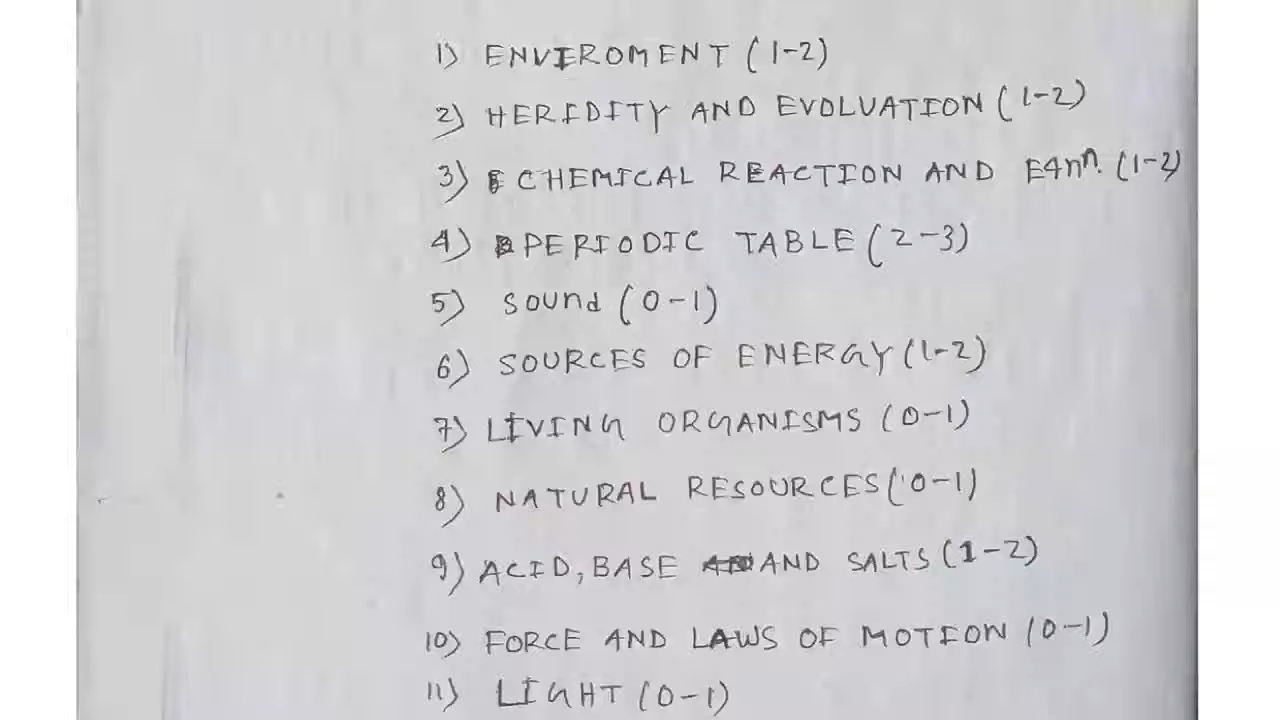 1) ENVIROMENT (1-2)
2) HERIDITY AND EVOLUATION (1-2)
3) CHEMICAL REACTION AND E4nn. (1-2)
4) PERIODIC TABLE (2-3)
5) Sound (0-1)
6) SOURCES OF ENERGY (1-2)
7) LIVING ORGANISMS (0-1)
8) NATURAL RESOURCES (0-1)
9) ACID, BASE AND SALTS (1-2)
10) FORCE AND LAWS OF MOTION (0-1)
11) LIGHT (0-1)